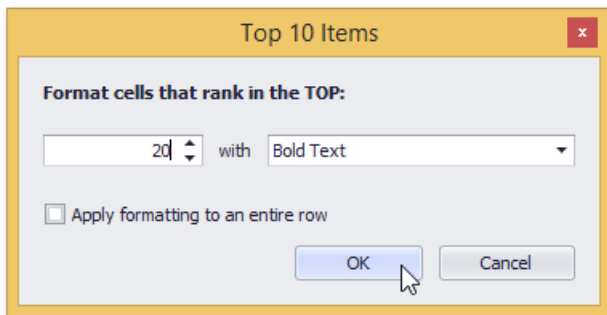 Top 10 Items
x
Format cells that rank in the TOP:
20 with Bold Text
Apply formatting to an entire row
OK Cancel